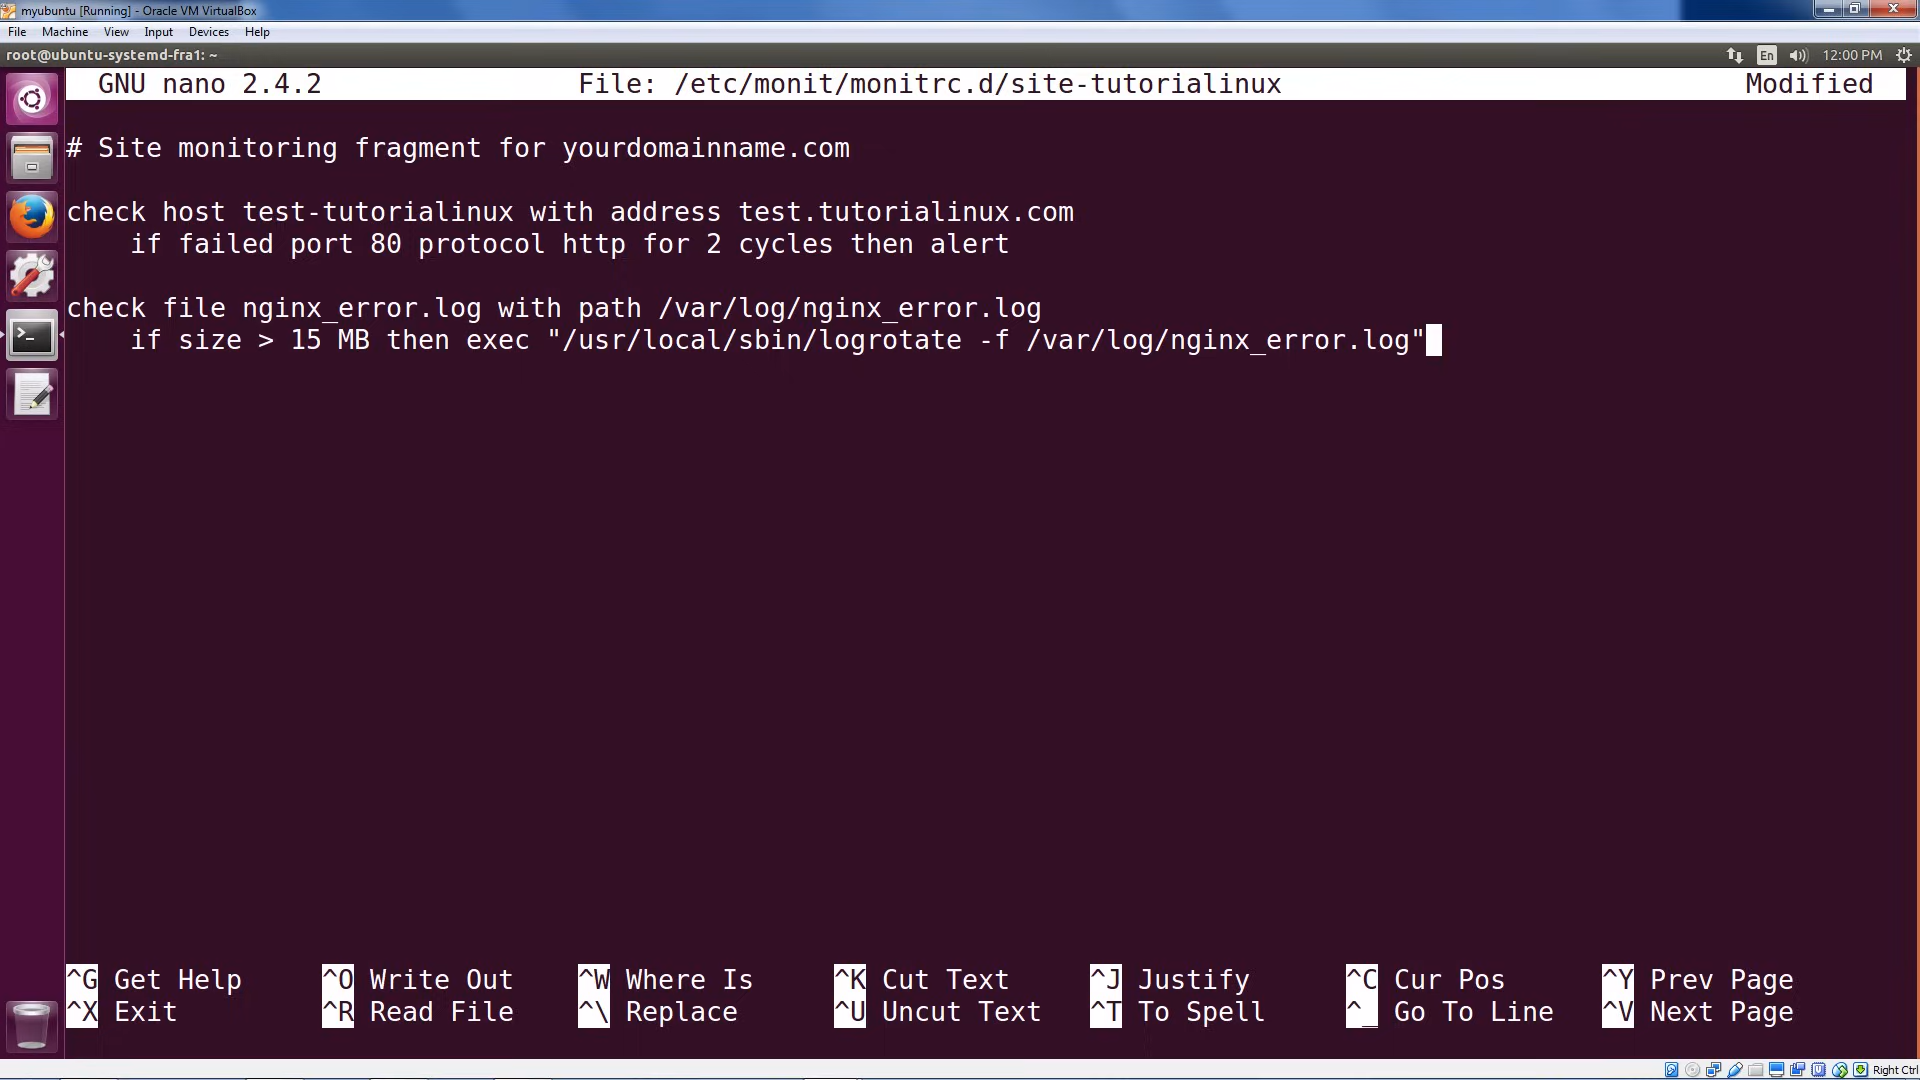 myubuntu [Running] - Oracle VM VirtualBox
File Machine View Input Devices Help
root@ubuntu-systemd-fra1: ~ En 12:00 PM
GNU nano 2.4.2 File: /etc/monit/monitrc.d/site-tutorialinux Modified
# Site monitoring fragment for yourdomainname.com
check host test-tutorialinux with address test.tutorialinux.com
if failed port 80 protocol http for 2 cycles then alert
check file nginx_error.log with path /var/log/nginx_error.log
if size > 15 MB then exec "/usr/local/sbin/logrotate -f /var/log/nginx_error.log"
^G Get Help ^O Write Out ^W Where Is ^K Cut Text ^J Justify ^C Cur Pos ^Y Prev Page
^X Exit ^R Read File ^\ Replace ^U Uncut Text ^T To Spell ^_ Go To Line ^V Next Page
Right Ctrl